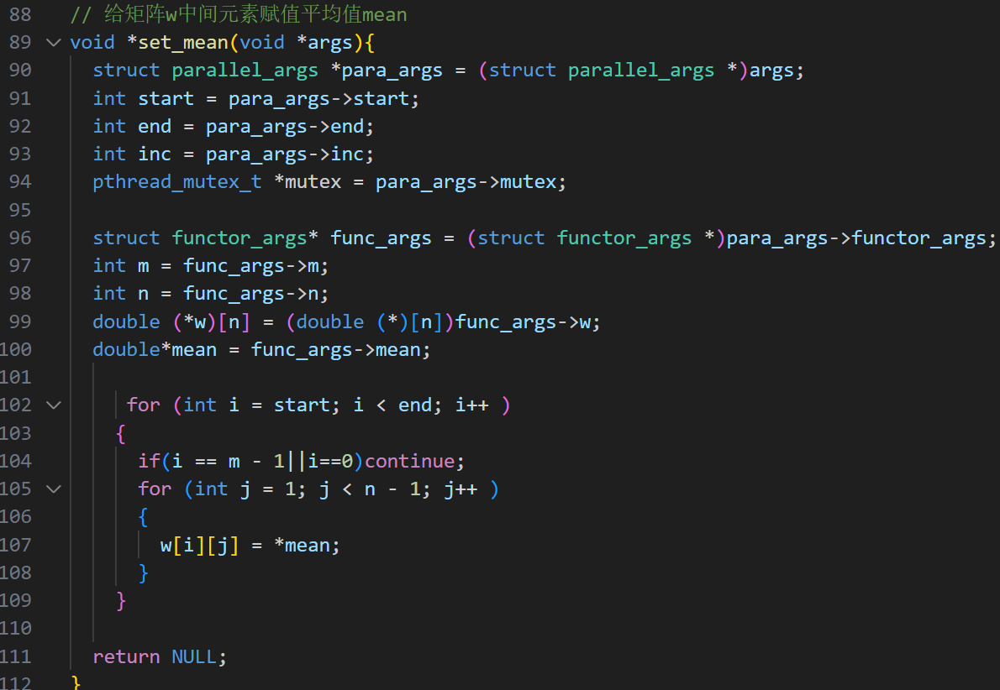 88 // 给矩阵w中间元素赋值平均值mean
89 void *set_mean(void *args){
90 struct parallel_args *para_args = (struct parallel_args *)args;
91 int start = para_args->start;
92 int end = para_args->end;
93 int inc = para_args->inc;
94 pthread_mutex_t *mutex = para_args->mutex;
95
96 struct functor_args* func_args = (struct functor_args *)para_args->functor_args;
97 int m = func_args->m;
98 int n = func_args->n;
99 double (*w)[n] = (double (*)[n])func_args->w;
100 double*mean = func_args->mean;
101
102 for (int i = start; i < end; i++ )
103 {
104 if(i == m - 1||i==0)continue;
105 for (int j = 1; j < n - 1; j++ )
106 {
107 w[i][j] = *mean;
108 }
109 }
110
111 return NULL;
112 }